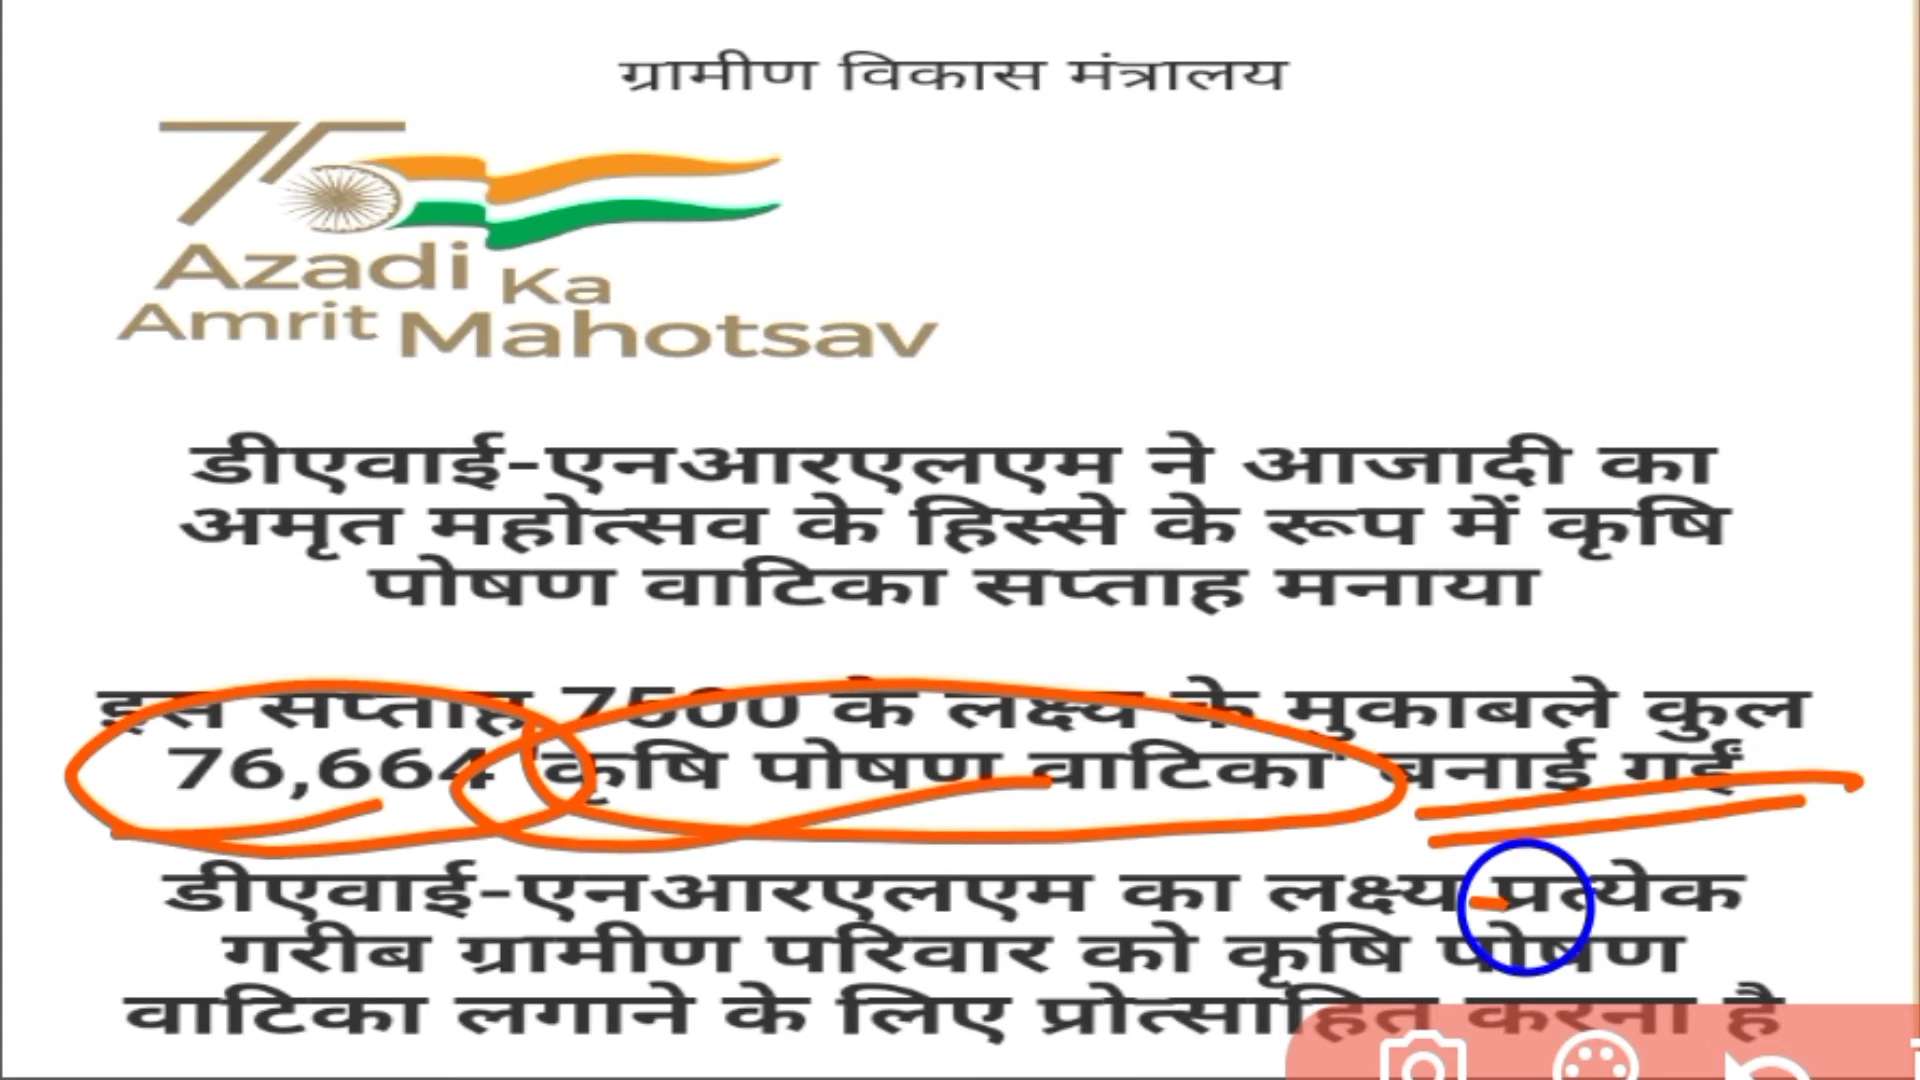 ग्रामीण विकास मंत्रालय
75
Azadi Ka
Amrit Mahotsav
डीएवाई-एनआरएलएम ने आजादी का
अमृत महोत्सव के हिस्से के रूप में कृषि
पोषण वाटिका सप्ताह मनाया
इस सप्ताह 7500 के लक्ष्य के मुकाबले कुल
76,664 'कृषि पोषण वाटिका' बनाई गईं
डीएवाई-एनआरएलएम का लक्ष्य प्रत्येक
गरीब ग्रामीण परिवार को कृषि पोषण
वाटिका लगाने के लिए प्रोत्साहित करना है